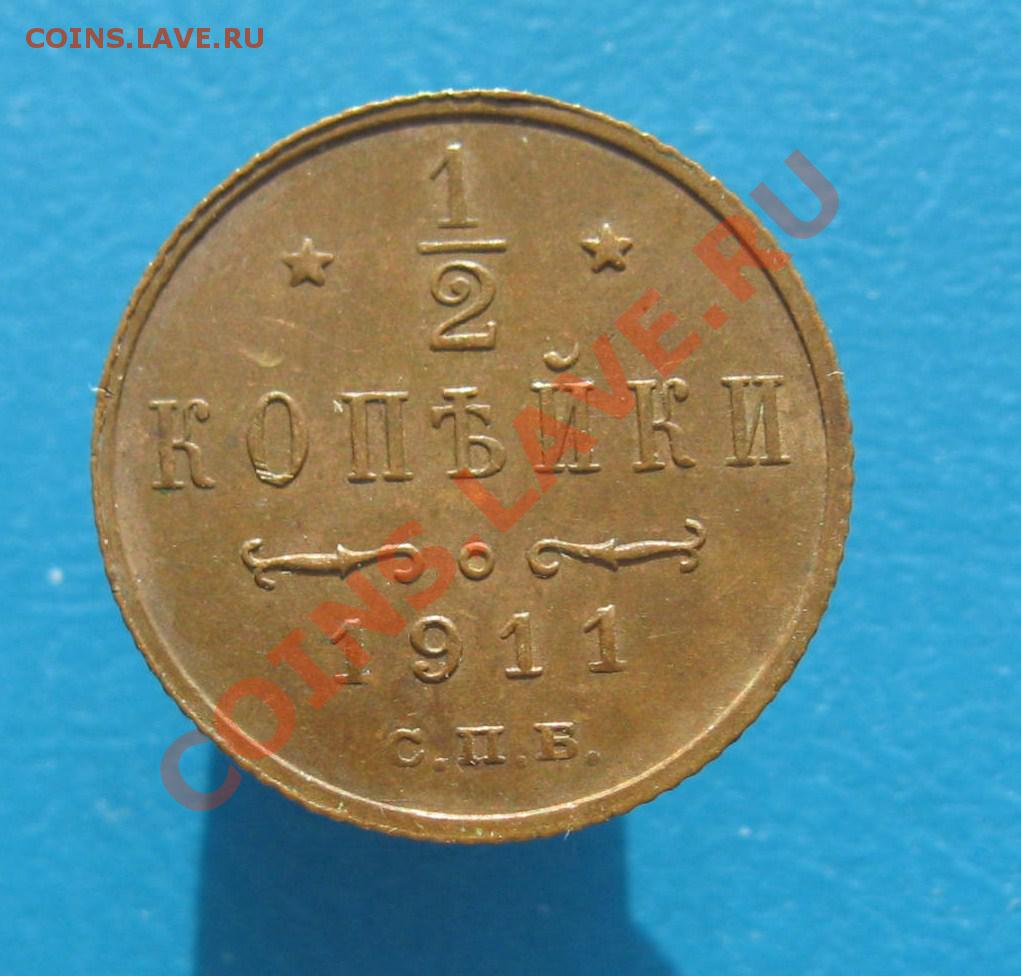 COINS.LAVE.RU
1
2
КОПѢЙКИ
1911
С.П.Б.
COINS.LAVE.RU